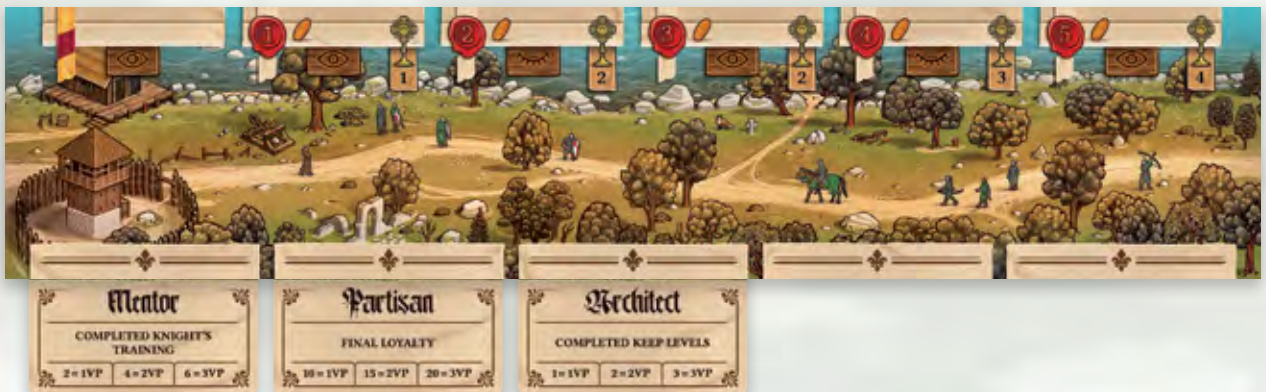 1 2 3 4 5
1 2 2 3 4
Mentor
COMPLETED KNIGHT'S
TRAINING
2=1VP 4=2VP 6=3VP
Partisan
FINAL LOYALTY
10=1VP 15=2VP 20=3VP
Architect
COMPLETED KEEP LEVELS
1=1VP 2=2VP 3=3VP